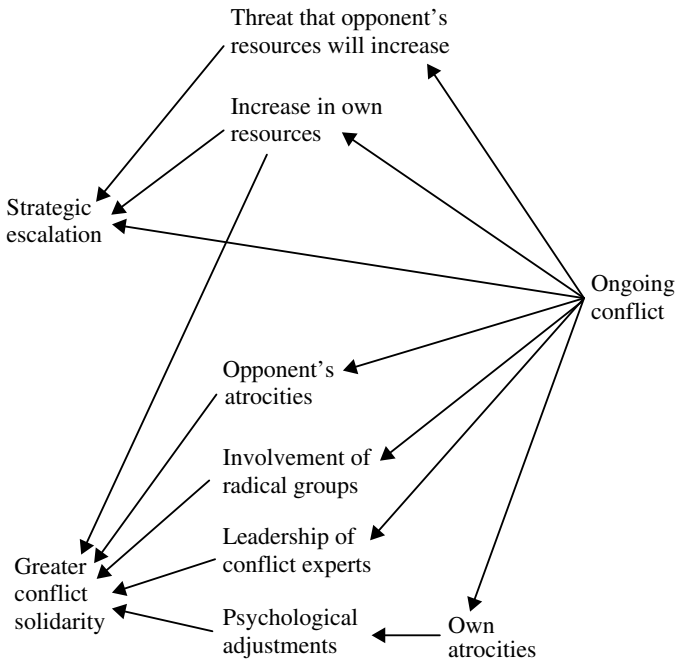 Threat that opponent’s
resources will increase
Increase in own
resources
Strategic
escalation
Ongoing
conflict
Opponent’s
atrocities
Involvement of
radical groups
Leadership of
conflict experts
Greater
conflict
solidarity
Psychological
adjustments
Own
atrocities